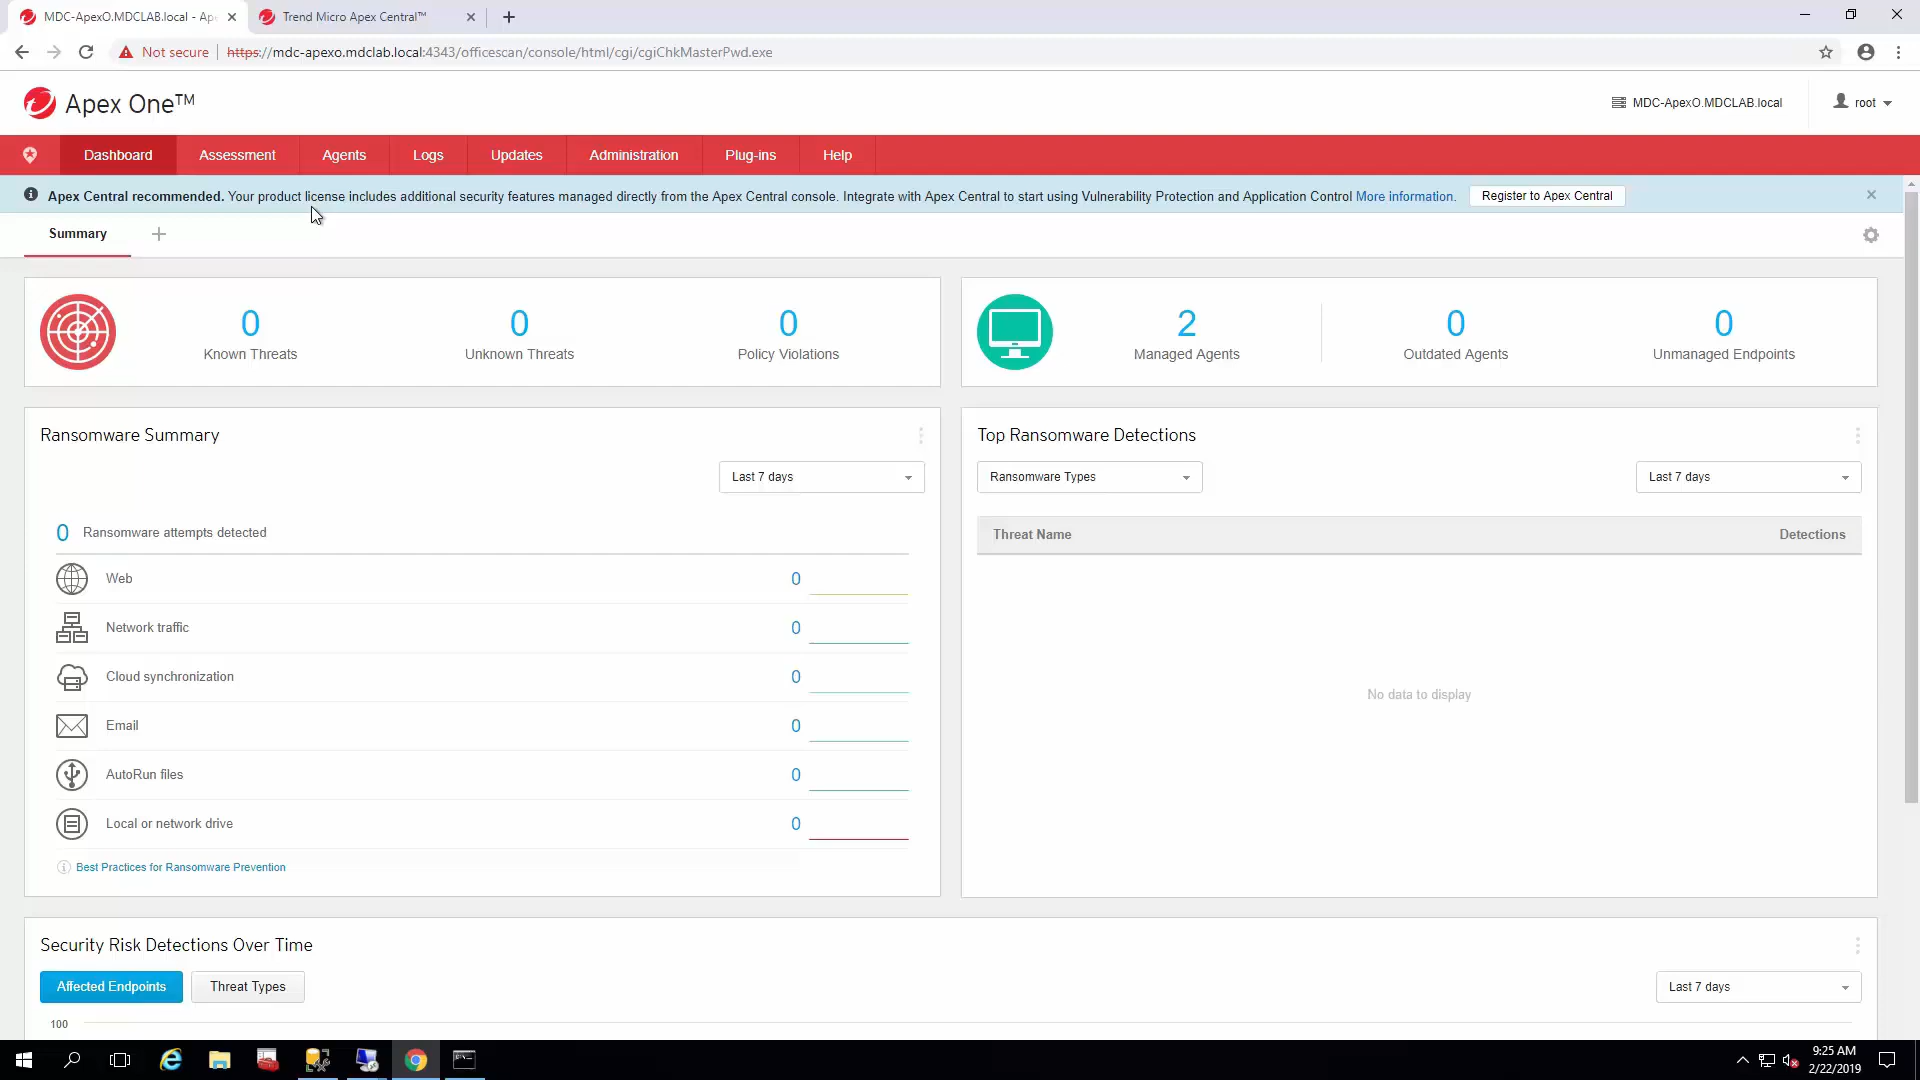 MDC-ApexO.MDCLAB.local - Ape
Trend Micro Apex Central™
Not secure
https://mdc-apexo.mdclab.local:4343/officescan/console/html/cgi/cgiChkMasterPwd.exe
Apex One™
MDC-ApexO.MDCLAB.local
root
Dashboard
Assessment
Agents
Logs
Updates
Administration
Plug-ins
Help
Apex Central recommended. Your product license includes additional security features managed directly from the Apex Central console. Integrate with Apex Central to start using Vulnerability Protection and Application Control More information.
Register to Apex Central
Summary
0
Known Threats
0
Unknown Threats
0
Policy Violations
2
Managed Agents
0
Outdated Agents
0
Unmanaged Endpoints
Ransomware Summary
Last 7 days
0 Ransomware attempts detected
Web 0
Network traffic 0
Cloud synchronization 0
Email 0
AutoRun files 0
Local or network drive 0
Best Practices for Ransomware Prevention
Top Ransomware Detections
Ransomware Types
Last 7 days
Threat Name
Detections
No data to display
Security Risk Detections Over Time
Affected Endpoints
Threat Types
Last 7 days
100
9:25 AM
2/22/2019